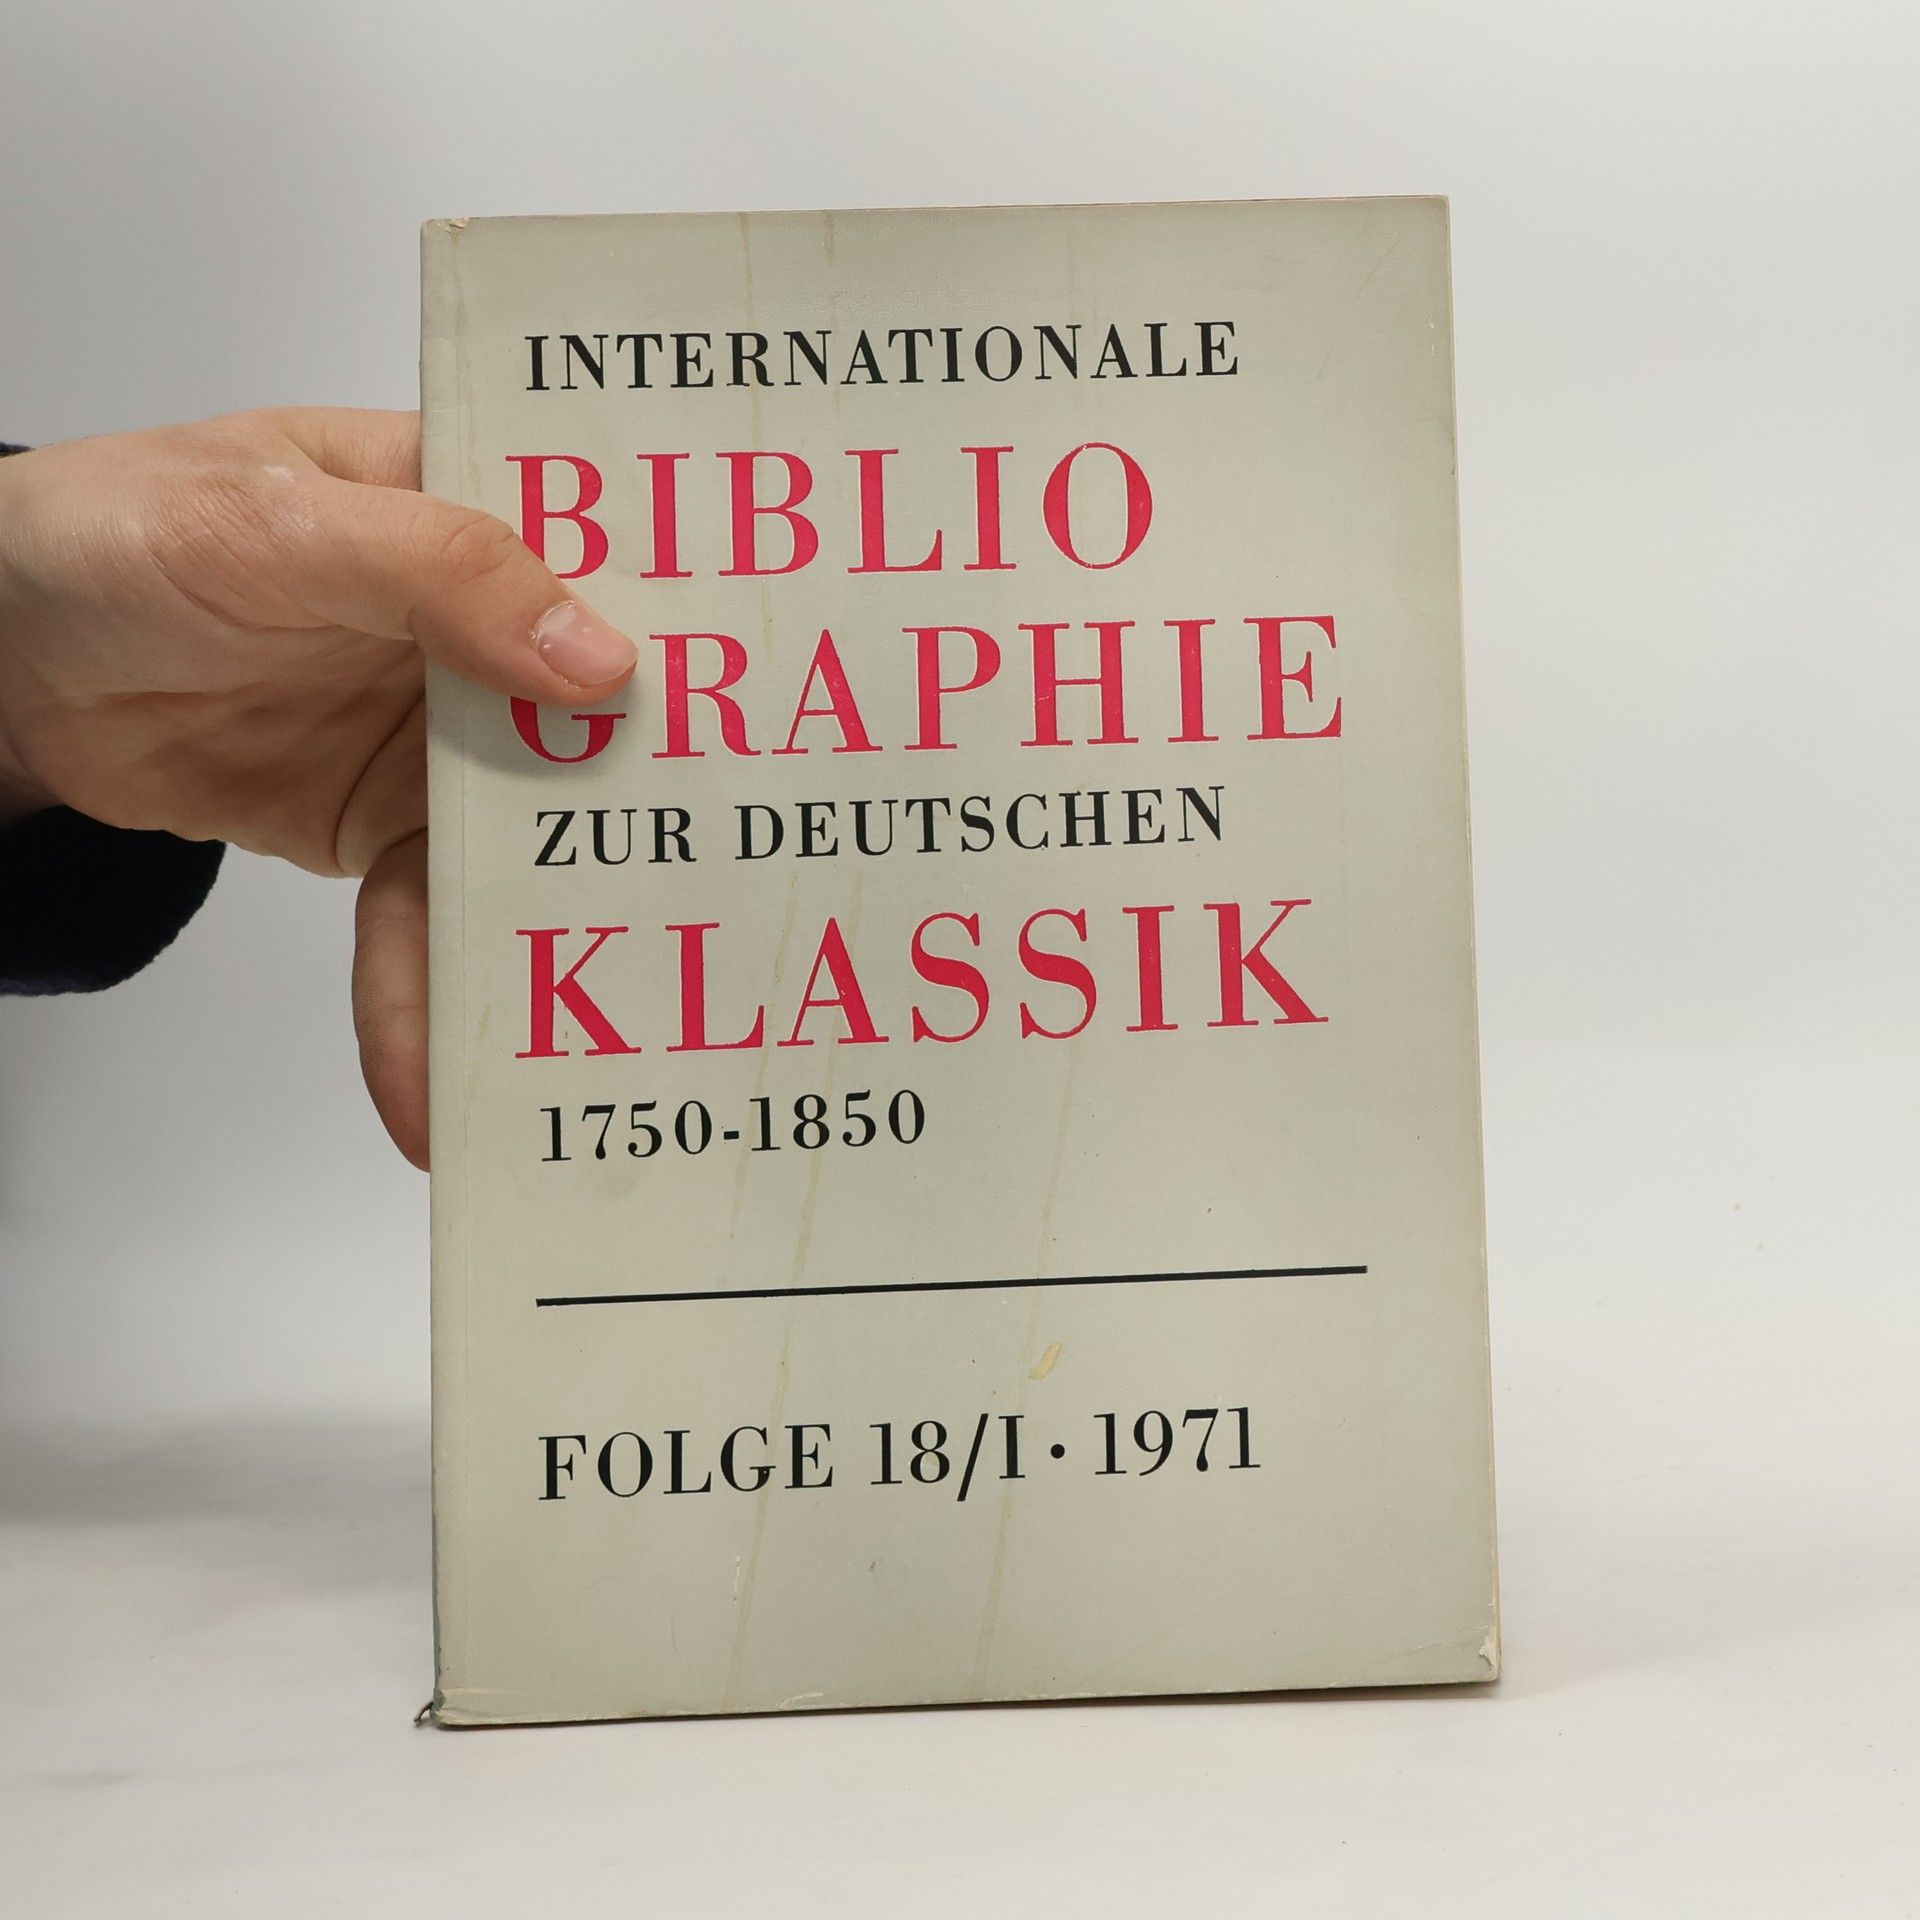 INTERNATIONALE
BIBLIO
GRAPHIE
ZUR DEUTSCHEN
KLASSIK
1750-1850
FOLGE 18/I · 1971